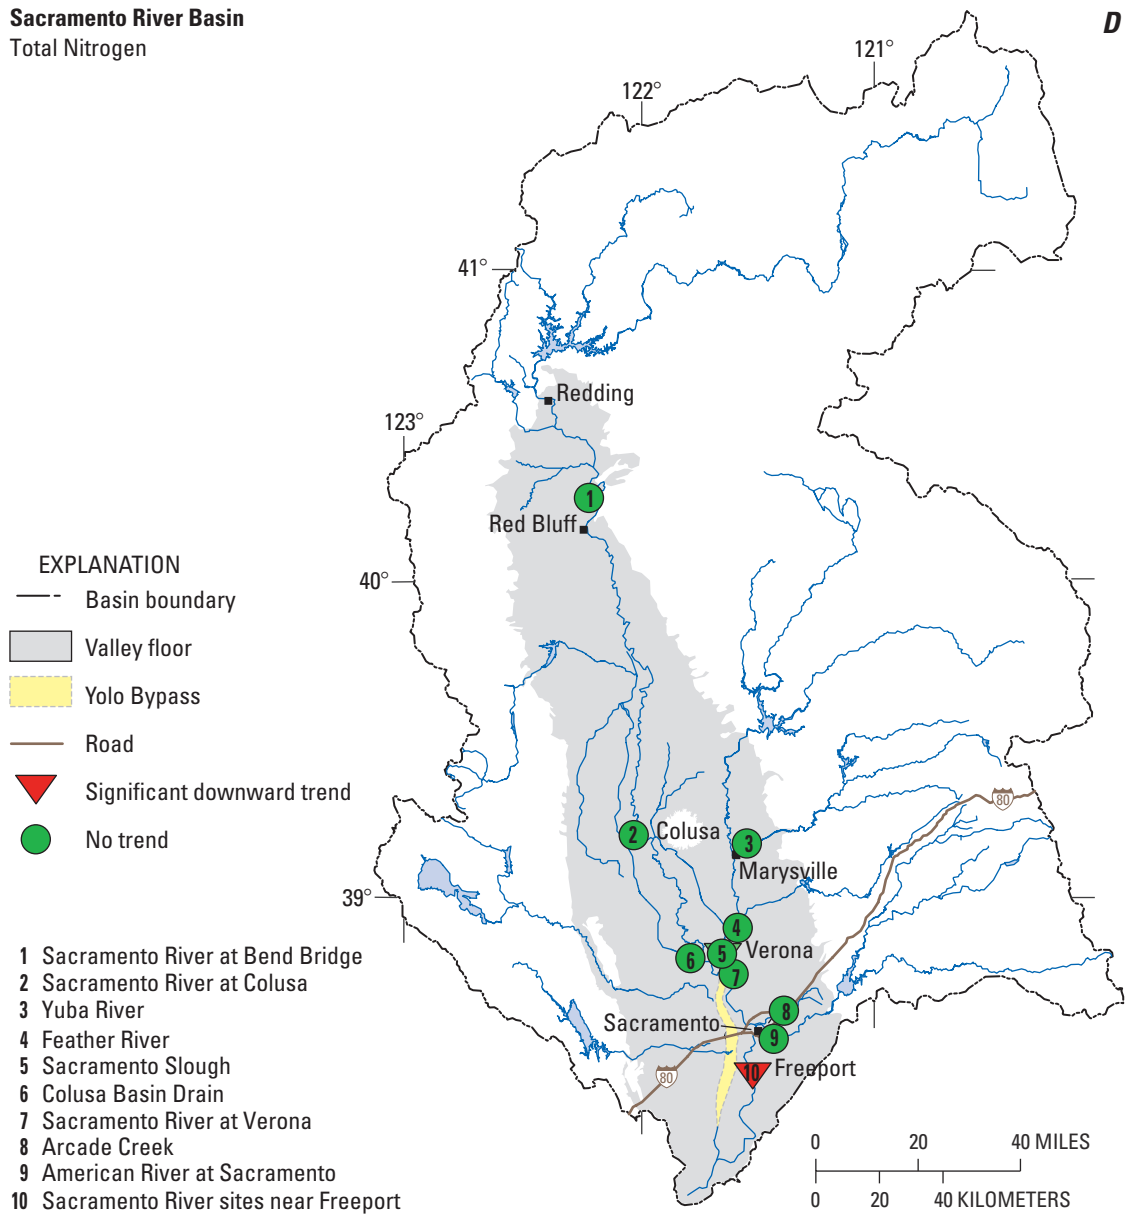 Sacramento River Basin
Total Nitrogen
D
121°
122°
41°
Redding
123°
1
Red Bluff
40°
EXPLANATION
Basin boundary
Valley floor
Yolo Bypass
Road
Significant downward trend
No trend
80
2
Colusa
3
Marysville
39°
4
5
Verona
6
7
8
Sacramento
9
10
Freeport
80
1 Sacramento River at Bend Bridge
2 Sacramento River at Colusa
3 Yuba River
4 Feather River
5 Sacramento Slough
6 Colusa Basin Drain
7 Sacramento River at Verona
8 Arcade Creek
9 American River at Sacramento
10 Sacramento River sites near Freeport
0 20 40 MILES
0 20 40 KILOMETERS